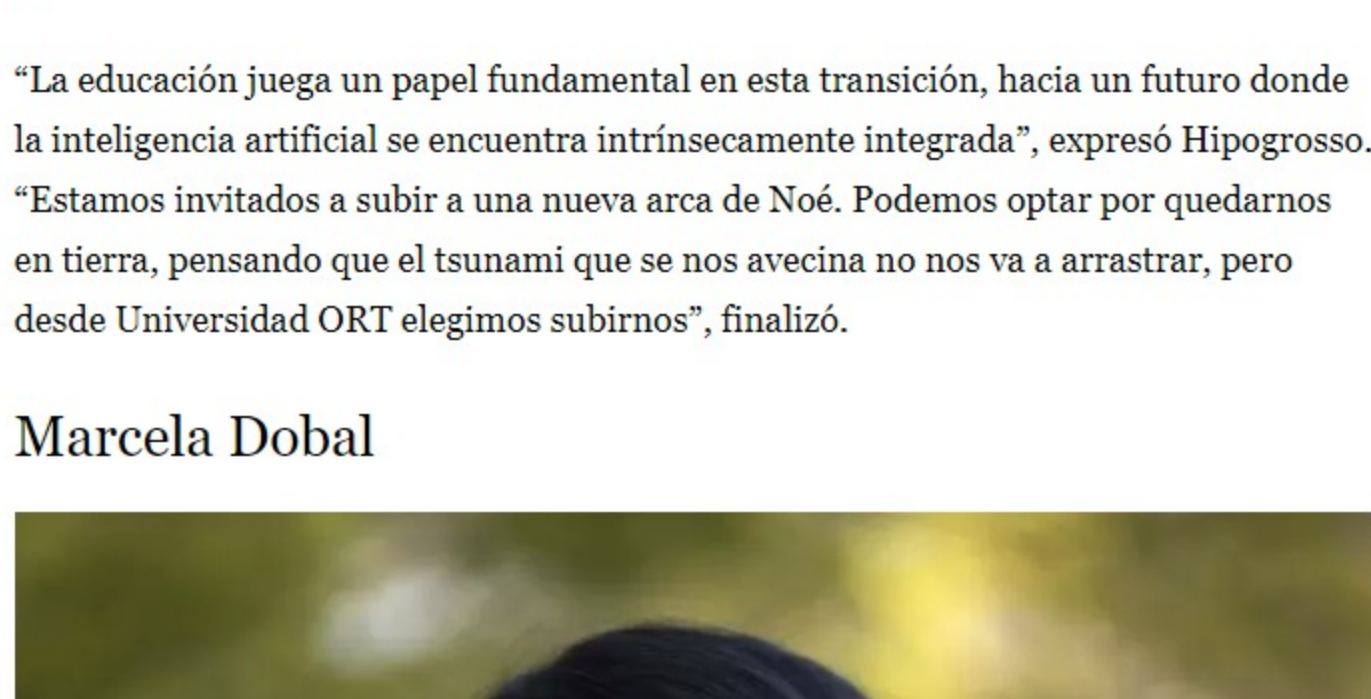 “La educación juega un papel fundamental en esta transición, hacia un futuro donde
la inteligencia artificial se encuentra intrínsecamente integrada”, expresó Hipogrosso.
“Estamos invitados a subir a una nueva arca de Noé. Podemos optar por quedarnos
en tierra, pensando que el tsunami que se nos avecina no nos va a arrastrar, pero
desde Universidad ORT elegimos subirnos”, finalizó.
Marcela Dobal